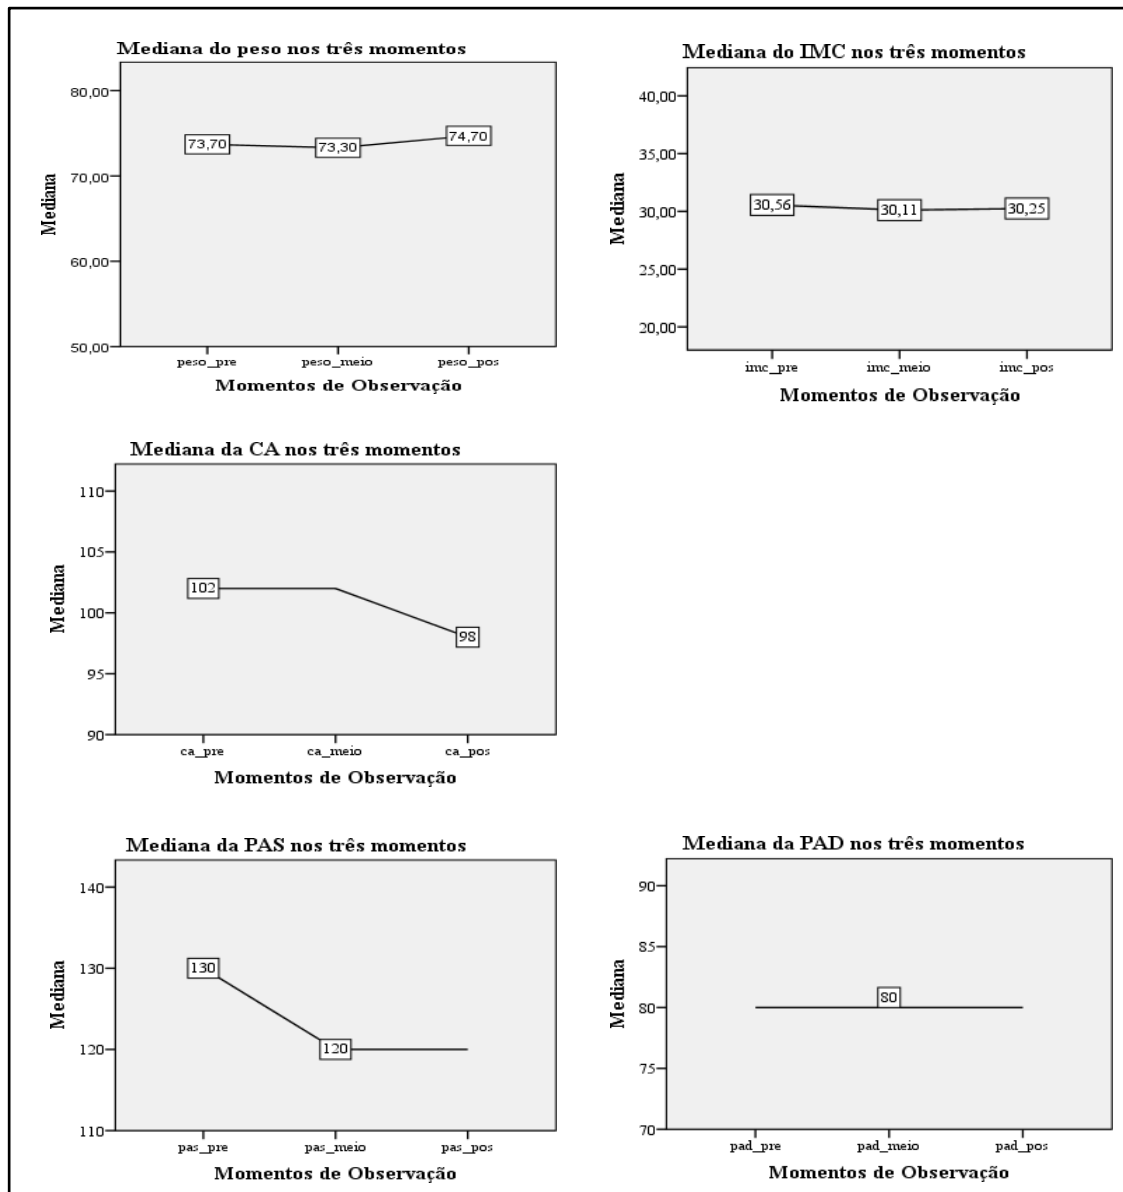 Mediana do peso nos três momentos
80,00
70,00
60,00
50,00
Mediana
73,70
73,30
74,70
peso_pre
peso_meio
peso_pos
Momentos de Observação
Mediana do IMC nos três momentos
40,00
35,00
30,00
25,00
20,00
Mediana
30,56
30,11
30,25
imc_pre
imc_meio
imc_pos
Momentos de Observação
Mediana da CA nos três momentos
110
105
100
95
90
Mediana
102
98
ca_pre
ca_meio
ca_pos
Momentos de Observação
Mediana da PAS nos três momentos
140
130
120
110
Mediana
130
120
pas_pre
pas_meio
pas_pos
Momentos de Observação
Mediana da PAD nos três momentos
90
85
80
75
70
Mediana
80
pad_pre
pad_meio
pad_pos
Momentos de Observação